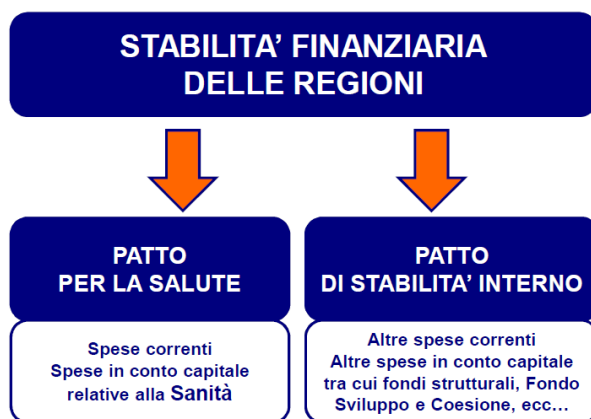 STABILITA' FINANZIARIA
DELLE REGIONI
PATTO
PER LA SALUTE
Spese correnti
Spese in conto capitale
relative alla Sanità
PATTO
DI STABILITA' INTERNO
Altre spese correnti
Altre spese in conto capitale
tra cui fondi strutturali, Fondo
Sviluppo e Coesione, ecc...